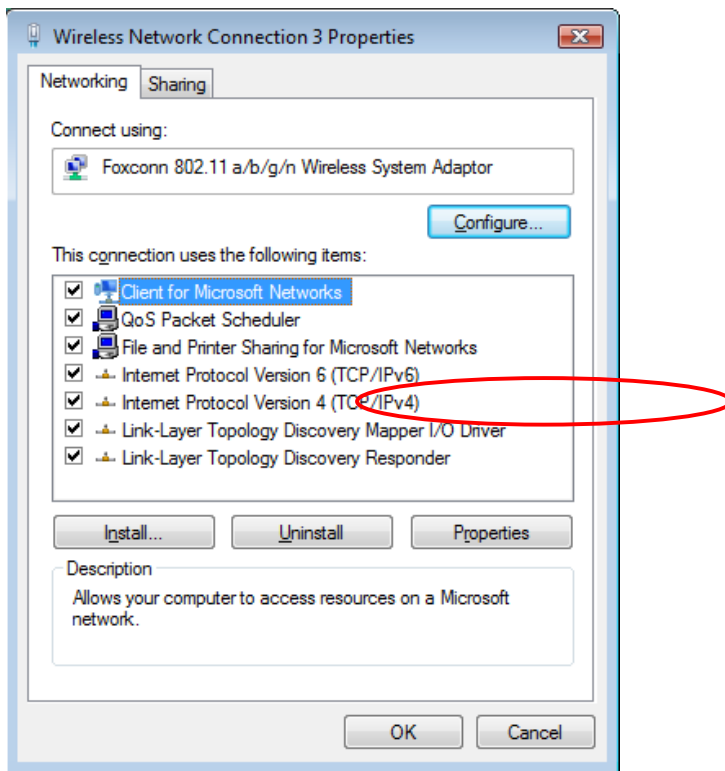 Wireless Network Connection 3 Properties
Networking Sharing
Connect using:
Foxconn 802.11 a/b/g/n Wireless System Adaptor
Configure...
This connection uses the following items:
Client for Microsoft Networks
QoS Packet Scheduler
File and Printer Sharing for Microsoft Networks
Internet Protocol Version 6 (TCP/IPv6)
Internet Protocol Version 4 (TCP/IPv4)
Link-Layer Topology Discovery Mapper I/O Driver
Link-Layer Topology Discovery Responder
Install... Uninstall Properties
Description
Allows your computer to access resources on a Microsoft
network.
OK Cancel